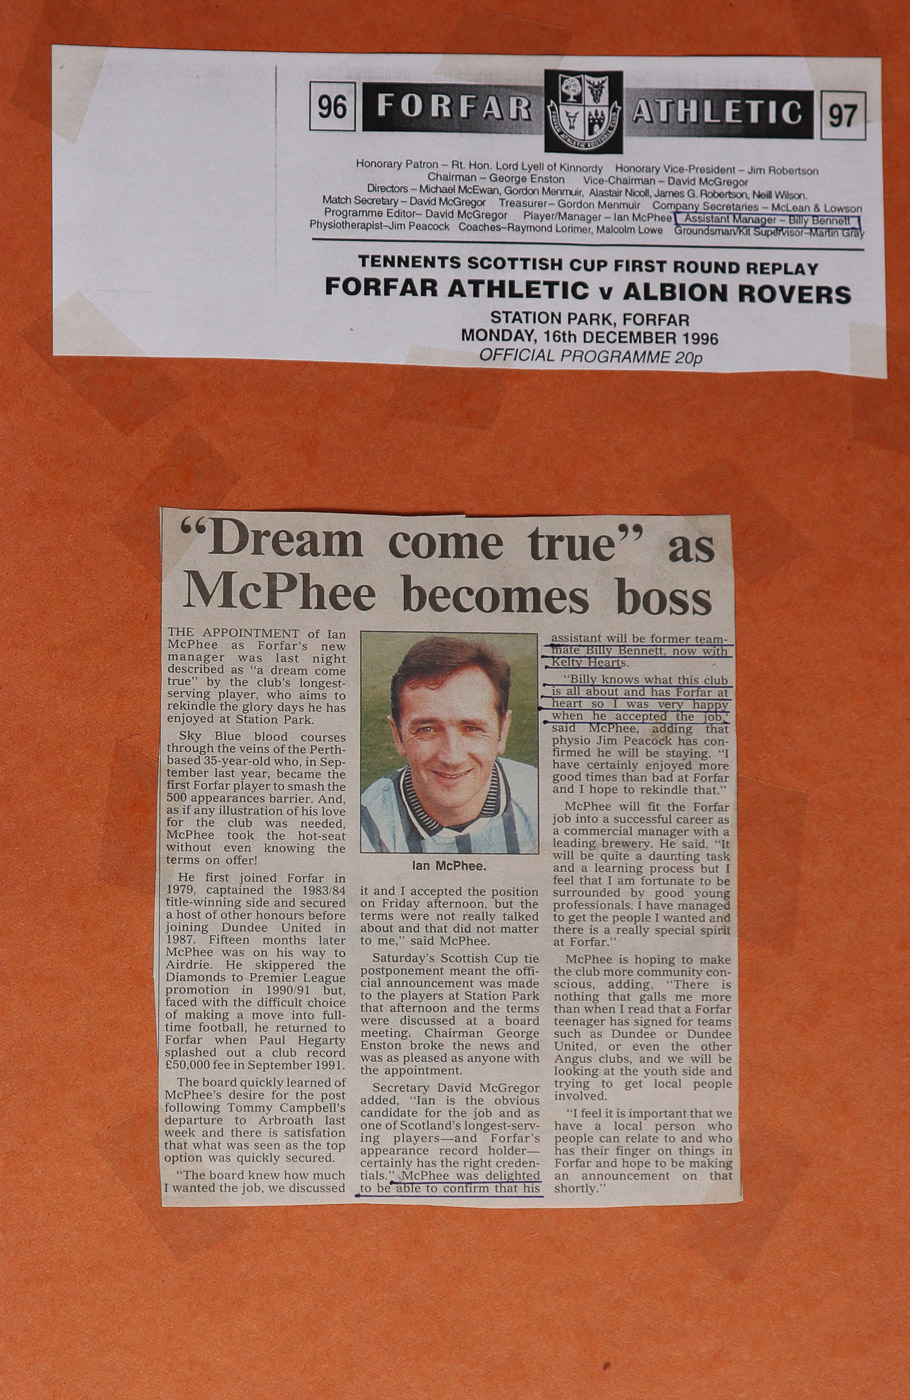 96 FORFAR ATHLETIC 97
Honorary Patron – Rt. Hon. Lord Lyell of Kinnordy Honorary Vice-President – Jim Robertson
Chairman – George Enston Vice-Chairman – David McGregor
Directors – Michael McEwan, Gordon Menmuir, Alastair Nicoll, James G. Robertson, Neill Wilson.
Match Secretary – David McGregor Treasurer – Gordon Menmuir Company Secretaries – McLean & Lowson
Programme Editor– David McGregor Player/Manager – Ian McPhee Assistant Manager – Billy Bennett
Physiotherapist–Jim Peacock Coaches–Raymond Lorimer, Malcolm Lowe Groundsman/Kit Supervisor–Martin Gray
TENNENTS SCOTTISH CUP FIRST ROUND REPLAY
FORFAR ATHLETIC v ALBION ROVERS
STATION PARK, FORFAR
MONDAY, 16th DECEMBER 1996
OFFICIAL PROGRAMME 20p
“Dream come true” as
McPhee becomes boss
THE APPOINTMENT of Ian
McPhee as Forfar's new
manager was last night
described as “a dream come
true” by the club's longest-
serving player, who aims to
rekindle the glory days he has
enjoyed at Station Park.
Sky Blue blood courses
through the veins of the Perth-
based 35-year-old who, in Sep-
tember last year, became the
first Forfar player to smash the
500 appearances barrier. And,
as if any illustration of his love
for the club was needed,
McPhee took the hot-seat
without even knowing the
terms on offer!
He first joined Forfar in
1979, captained the 1983/84
title-winning side and secured
a host of other honours before
joining Dundee United in
1987. Fifteen months later
McPhee was on his way to
Airdrie. He skippered the
Diamonds to Premier League
promotion in 1990/91 but,
faced with the difficult choice
of making a move into full-
time football, he returned to
Forfar when Paul Hegarty
splashed out a club record
£50,000 fee in September 1991.
The board quickly learned of
McPhee's desire for the post
following Tommy Campbell's
departure to Arbroath last
week and there is satisfation
that what was seen as the top
option was quickly secured.
“The board knew how much
I wanted the job, we discussed
Ian McPhee.
it and I accepted the position
on Friday afternoon, but the
terms were not really talked
about and that did not matter
to me,” said McPhee.
Saturday's Scottish Cup tie
postponement meant the offi-
cial announcement was made
to the players at Station Park
that afternoon and the terms
were discussed at a board
meeting. Chairman George
Enston broke the news and
was as pleased as anyone with
the appointment.
Secretary David McGregor
added, “Ian is the obvious
candidate for the job and as
one of Scotland's longest-serv-
ing players—and Forfar's
appearance record holder—
certainly has the right creden-
tials.” McPhee was delighted
to be able to confirm that his
assistant will be former team-
mate Billy Bennett, now with
Kelty Hearts.
“Billy knows what this club
is all about and has Forfar at
heart so I was very happy
when he accepted the job,”
said McPhee, adding that
physio Jim Peacock has con-
firmed he will be staying. “I
have certainly enjoyed more
good times than bad at Forfar
and I hope to rekindle that.”
McPhee will fit the Forfar
job into a successful career as
a commercial manager with a
leading brewery. He said, “It
will be quite a daunting task
and a learning process but I
feel that I am fortunate to be
surrounded by good young
professionals. I have managed
to get the people I wanted and
there is a really special spirit
at Forfar.”
McPhee is hoping to make
the club more community con-
scious, adding, “There is
nothing that galls me more
than when I read that a Forfar
teenager has signed for teams
such as Dundee or Dundee
United, or even the other
Angus clubs, and we will be
looking at the youth side and
trying to get local people
involved.
“I feel it is important that we
have a local person who
people can relate to and who
has their finger on things in
Forfar and hope to be making
an announcement on that
shortly.”